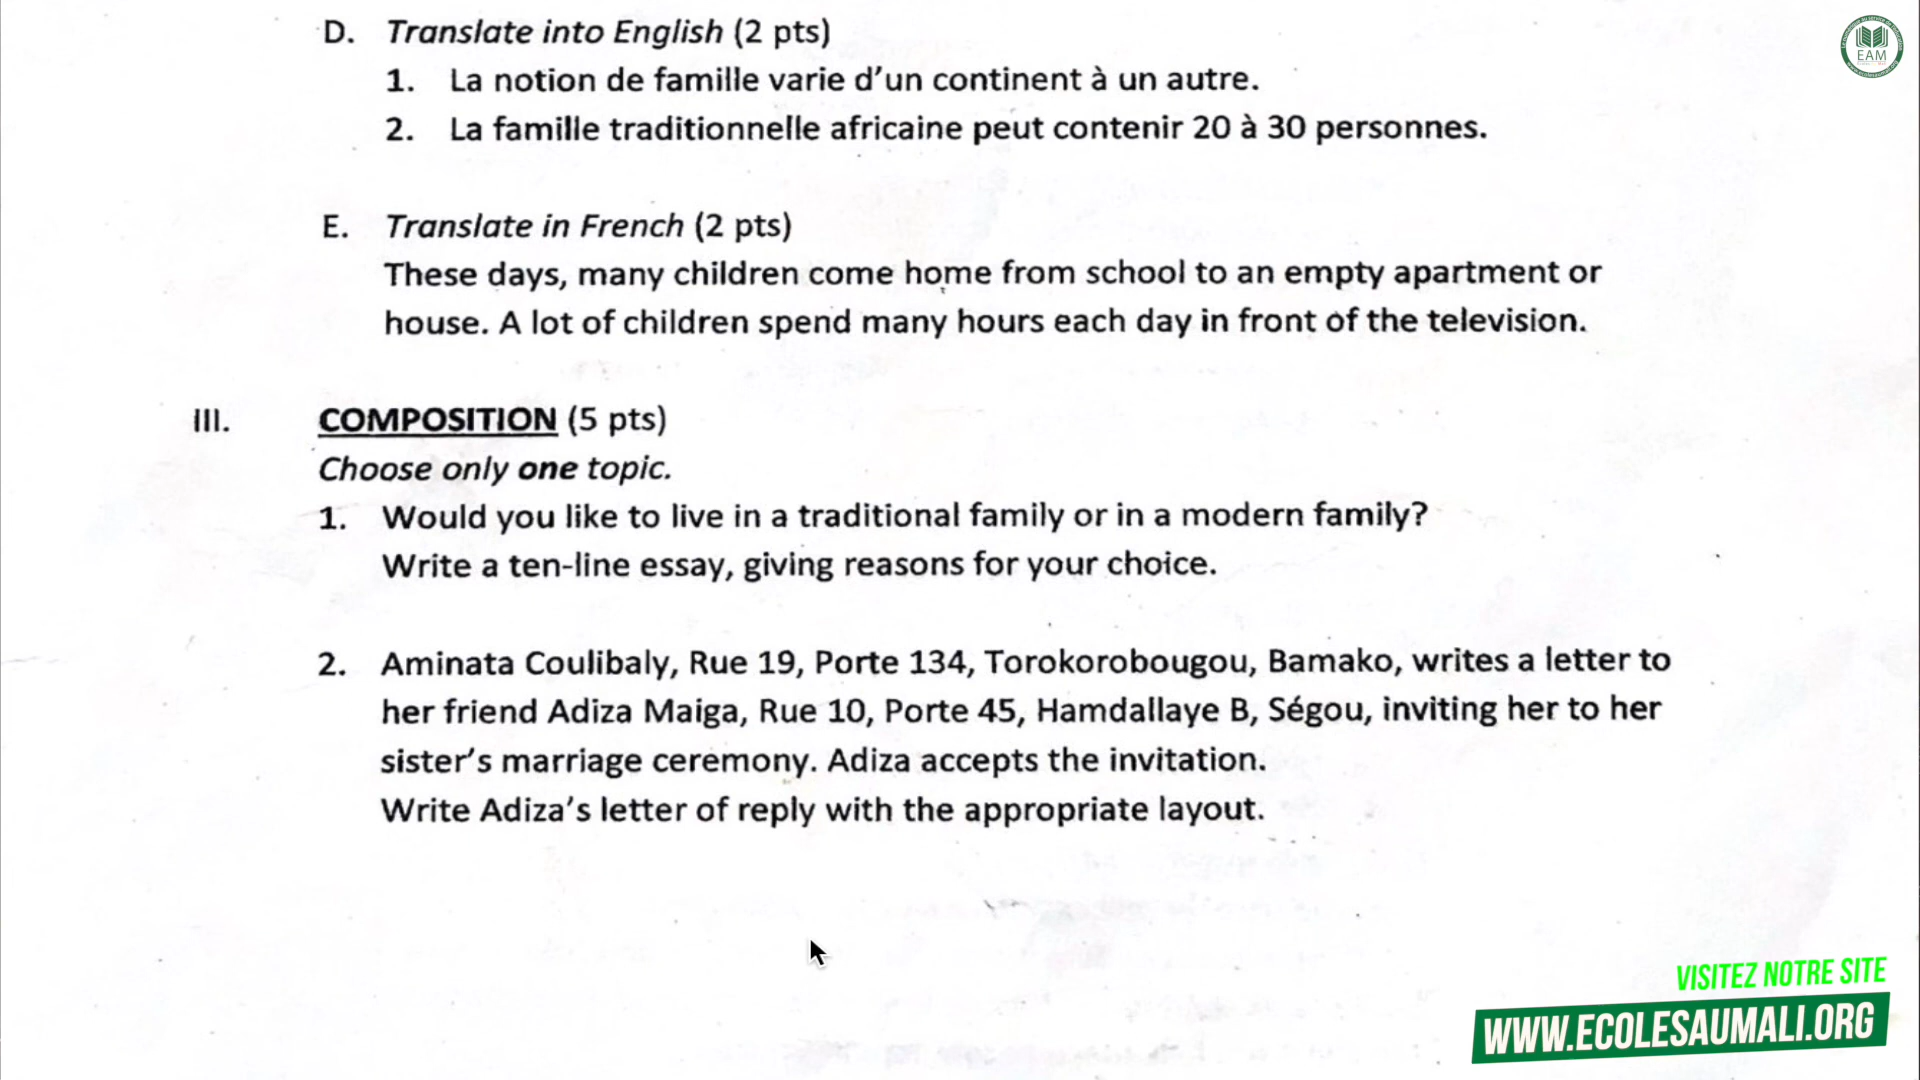 D. Translate into English (2 pts)
1. La notion de famille varie d'un continent à un autre.
2. La famille traditionnelle africaine peut contenir 20 à 30 personnes.
E. Translate in French (2 pts)
These days, many children come home from school to an empty apartment or
house. A lot of children spend many hours each day in front of the television.
III. COMPOSITION (5 pts)
Choose only one topic.
1. Would you like to live in a traditional family or in a modern family?
Write a ten-line essay, giving reasons for your choice.
2. Aminata Coulibaly, Rue 19, Porte 134, Torokorobougou, Bamako, writes a letter to
her friend Adiza Maiga, Rue 10, Porte 45, Hamdallaye B, Ségou, inviting her to her
sister's marriage ceremony. Adiza accepts the invitation.
Write Adiza's letter of reply with the appropriate layout.
EAM
VISITEZ NOTRE SITE
WWW.ECOLESAUMALI.ORG